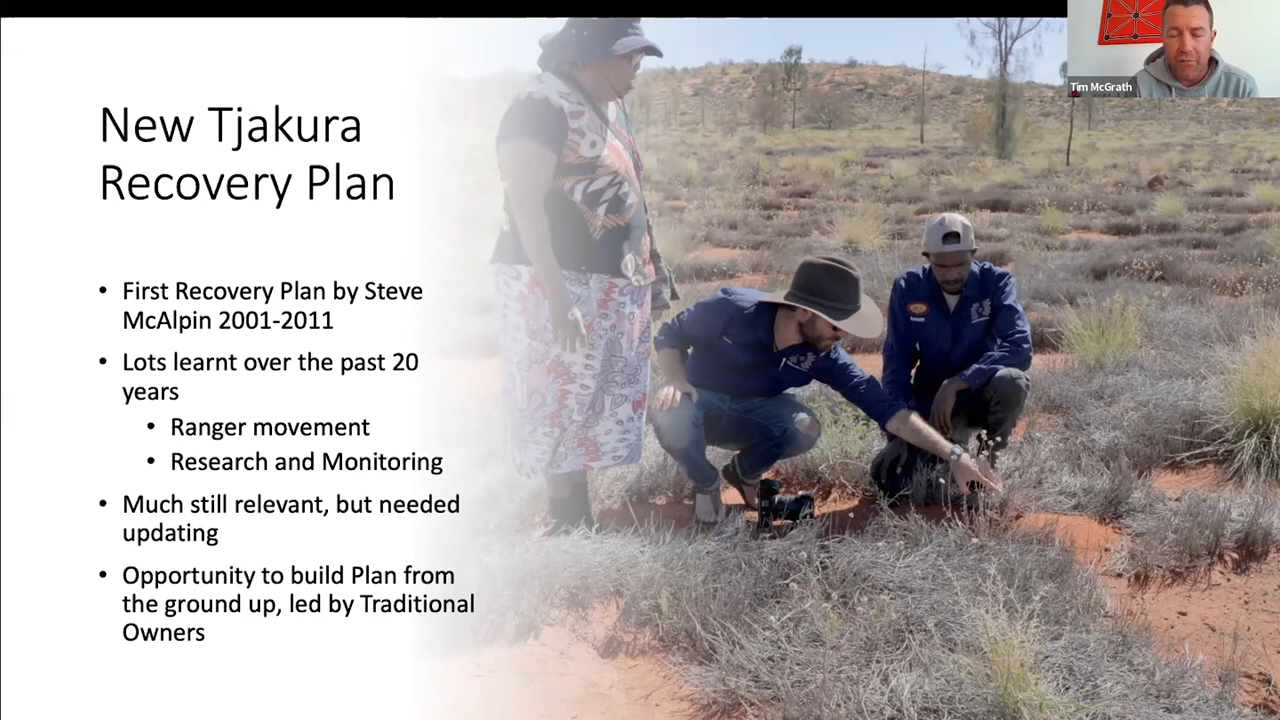 Tim McGrath
New Tjakura
Recovery Plan
• First Recovery Plan by Steve
McAlpin 2001-2011
• Lots learnt over the past 20
years
• Ranger movement
• Research and Monitoring
• Much still relevant, but needed
updating
• Opportunity to build Plan from
the ground up, led by Traditional
Owners